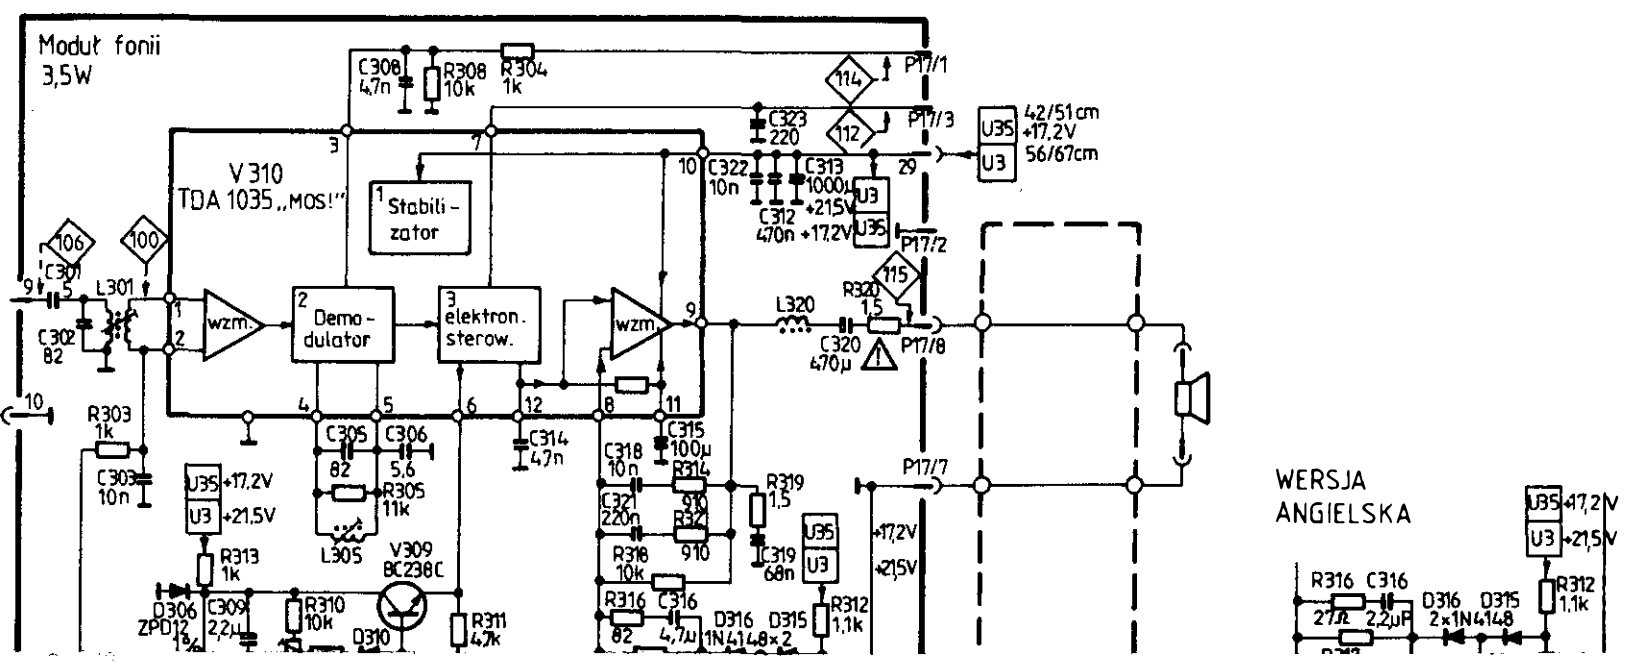 Moduł fonii
3,5W
C308
4,7n
R308
10k
R304
1k
114
P17/1
C323
220
112
P17/3
U35
U3
42/51cm
+17,2V
56/67cm
3
7
10
29
V310
TDA 1035 „MOS!"
1
Stabili-
zator
C322
10n
C313
1000µ
C312
470n
+21,5V
U3
+17,2V
U35
P17/2
106
100
115
9
C301
5
L301
C302
82
1
2
wzm.
2
Demo-
dulator
3
elektron.
sterow.
wzm.
9
L320
R320
1,5
C320
470µ
P17/8
10
4
5
6
12
8
11
R303
1k
C303
10n
C305
82
C306
5,6
R305
11k
L305
C314
4,7n
C318
10n
C315
100µ
R314
910
C321
220n
R321
910
R319
1,5
C319
68n
P17/7
U35
+17,2V
U3
+21,5V
R313
1k
V309
BC238C
R318
10k
U35
U3
+17,2V
+21,5V
D306
ZPD12
C309
2,2µ
R310
10k
D310
R311
4,7k
R316
82
C316
4,7µ
D316
D315
1N4148×2
R312
1,1k
WERSJA
ANGIELSKA
U35
+17,2V
U3
+21,5V
R316
27Ω
C316
2,2µF
D316
D315
2×1N4148
R312
1,1k